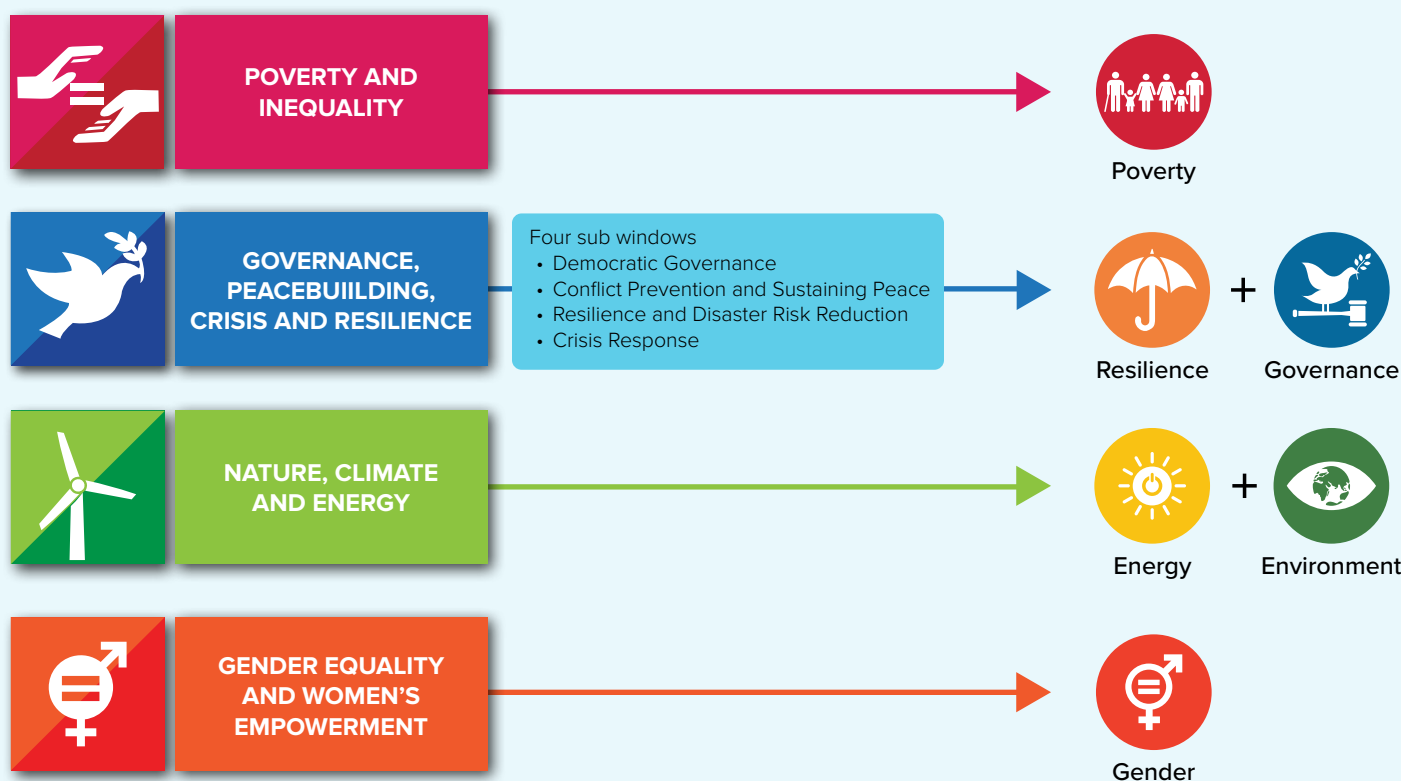 POVERTY AND
INEQUALITY
Poverty
GOVERNANCE,
PEACEBUIILDING,
CRISIS AND RESILIENCE
Four sub windows
• Democratic Governance
• Conflict Prevention and Sustaining Peace
• Resilience and Disaster Risk Reduction
• Crisis Response
+
Resilience
Governance
NATURE, CLIMATE
AND ENERGY
+
Energy
Environment
GENDER EQUALITY
AND WOMEN’S
EMPOWERMENT
Gender